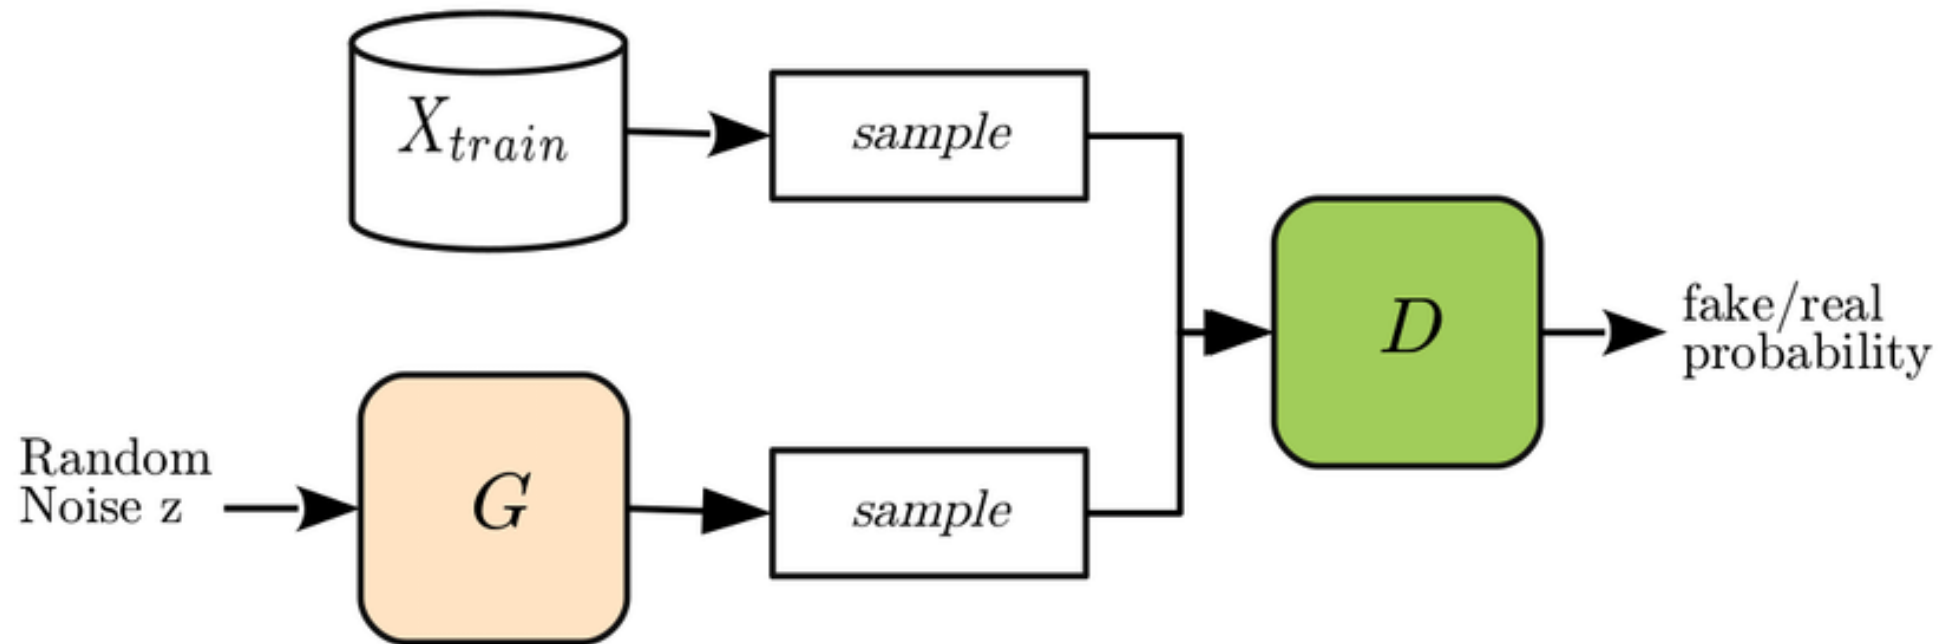 X_train
sample
Random
Noise z
G
sample
D
fake/real
probability